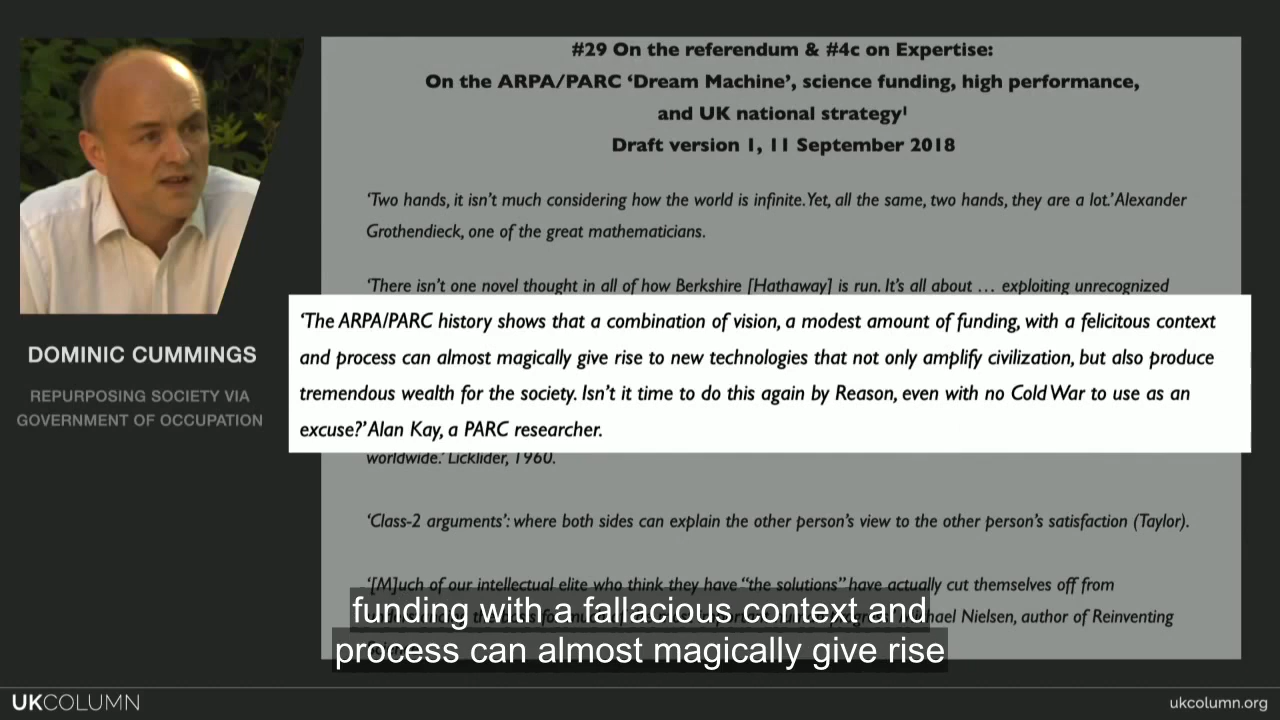 #29 On the referendum & #4c on Expertise:
On the ARPA/PARC ‘Dream Machine’, science funding, high performance,
and UK national strategy¹
Draft version 1, 11 September 2018
‘Two hands, it isn’t much considering how the world is infinite. Yet, all the same, two hands, they are a lot.’ Alexander
Grothendieck, one of the great mathematicians.
‘There isn’t one novel thought in all of how Berkshire [Hathaway] is run. It’s all about … exploiting unrecognized
‘The ARPA/PARC history shows that a combination of vision, a modest amount of funding, with a felicitous context
and process can almost magically give rise to new technologies that not only amplify civilization, but also produce
tremendous wealth for the society. Isn’t it time to do this again by Reason, even with no Cold War to use as an
excuse?’ Alan Kay, a PARC researcher.
DOMINIC CUMMINGS
REPURPOSING SOCIETY VIA
GOVERNMENT OF OCCUPATION
worldwide.’ Licklider, 1960.
‘Class-2 arguments’: where both sides can explain the other person’s view to the other person’s satisfaction (Taylor).
‘[M]uch of our intellectual elite who think they have “the solutions” have actually cut themselves off from
Nielsen, author of Reinventing
funding with a fallacious context and
process can almost magically give rise
UKCOLUMN
ukcolumn.org